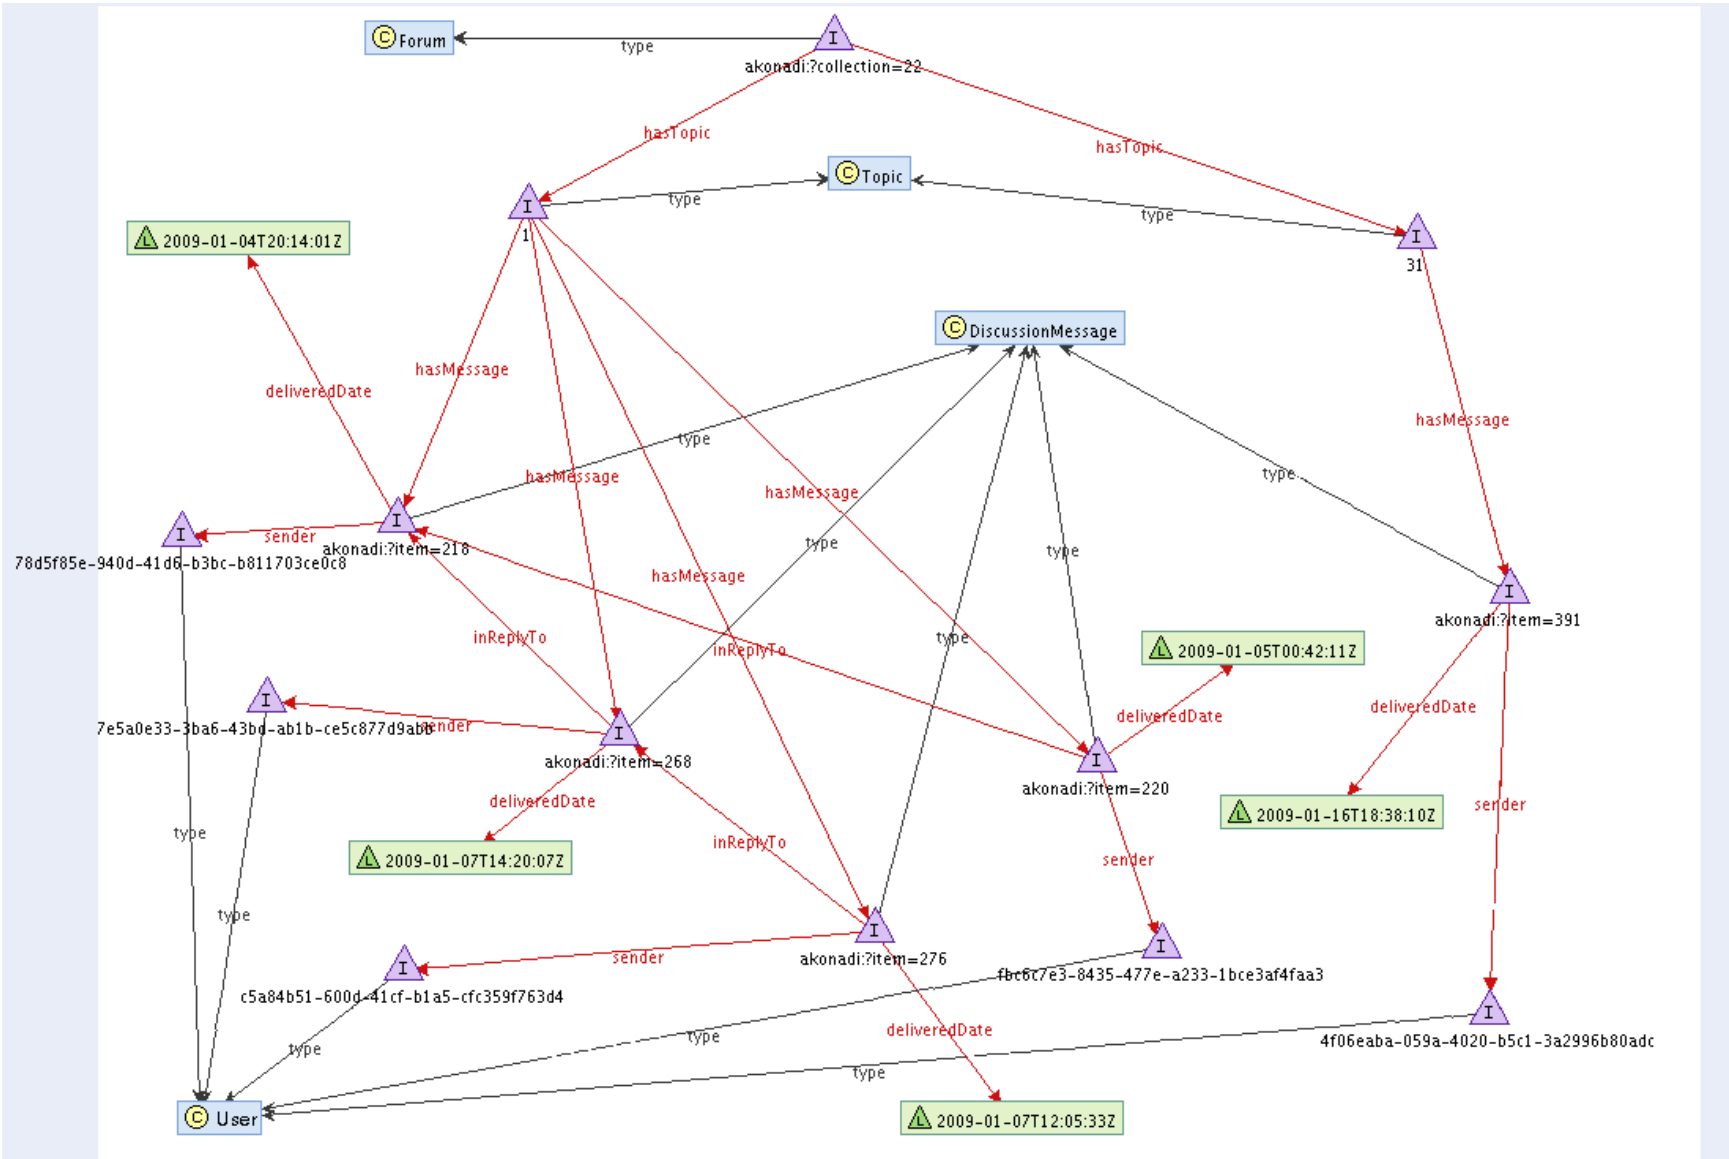 C Forum
I
type
akonadi:?collection=22
hasTopic
hasTopic
C Topic
I
type
type
1
I
31
L 2009-01-04T20:14:01Z
C DiscussionMessage
hasMessage
deliveredDate
hasMessage
type
type
hasMessage
hasMessage
I
I
sender
akonadi:?item=218
78d5f85e-940d-41d6-b3bc-b811703ce0c8
type
type
hasMessage
I
akonadi:?item=391
inReplyTo
type
inReplyTo
L 2009-01-05T00:42:11Z
I
7e5a0e33-3ba6-43bd-ab1b-ce5c877d9abb
sender
I
akonadi:?item=268
deliveredDate
deliveredDate
I
akonadi:?item=220
deliveredDate
sender
L 2009-01-16T18:38:10Z
type
inReplyTo
L 2009-01-07T14:20:07Z
sender
type
I
I
akonadi:?item=276
sender
I
fbc6c7e3-8435-477e-a233-1bce3af4faa3
c5a84b51-600d-41cf-b1a5-cfc359f763d4
I
deliveredDate
type
4f06eaba-059a-4020-b5c1-3a2996b80adc
type
type
C User
L 2009-01-07T12:05:33Z